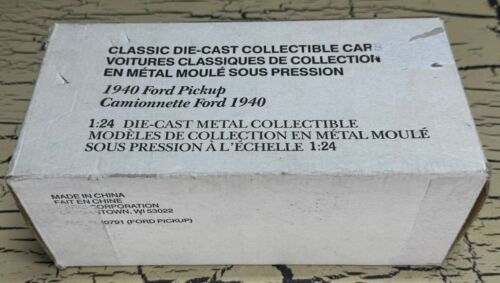 CLASSIC DIE-CAST COLLECTIBLE CARS
VOITURES CLASSIQUES DE COLLECTION
EN MÉTAL MOULÉ SOUS PRESSION
1940 Ford Pickup
Camionnette Ford 1940
1:24 DIE-CAST METAL COLLECTIBLE
MODÈLES DE COLLECTION EN MÉTAL MOULÉ
SOUS PRESSION À L'ÉCHELLE 1:24
MADE IN CHINA
FAIT EN CHINE
CORPORATION
WI 53022
(FORD PICKUP)